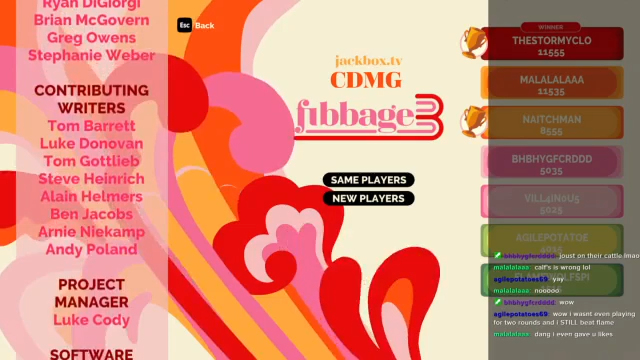 Ryan DiGiorgi
Brian McGovern
Greg Owens
Stephanie Weber
CONTRIBUTING
WRITERS
Tom Barrett
Luke Donovan
Tom Gottlieb
Steve Heinrich
Alain Helmers
Ben Jacobs
Arnie Niekamp
Andy Poland
PROJECT
MANAGER
Luke Cody
SOFTWARE
Esc Back
jackbox.tv
CDMG
fibbage 3
SAME PLAYERS
NEW PLAYERS
WINNER
THESTORMYCLO
11555
MALALALAAA
11535
NAITCHMAN
8555
BHBHYGFCRDDD
5035
VILL4IN0U5
5025
AGILEPOTATOE
bhbhygfcrdddd: joust on their cattle.lmao
malalalaaa: calf's is wrong lol
agilepotatoes69: yay
malalalaaa: nooooo
bhbhygfcrdddd: wow
agilepotatoes69: wow i wasnt even playing
for two rounds and i STILL beat flame
malalalaaa: dang i even gave u likes